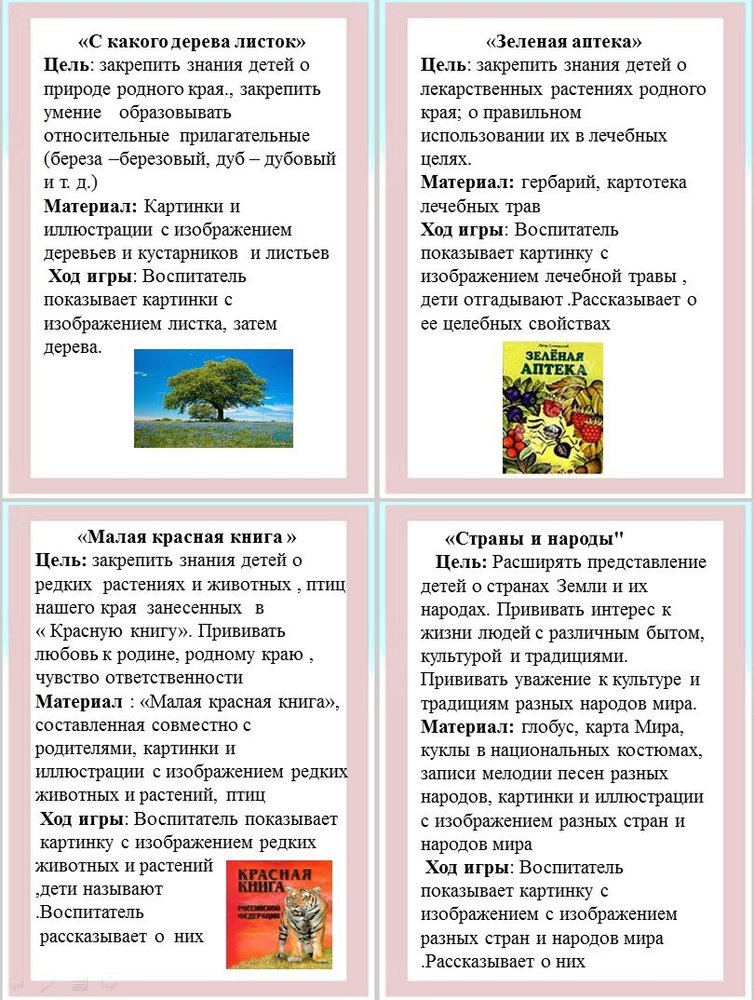 «С какого дерева листок»
Цель: закрепить знания детей о
природе родного края., закрепить
умение образовывать
относительные прилагательные
(береза –березовый, дуб – дубовый
и т. д.)
Материал: Картинки и
иллюстрации с изображением
деревьев и кустарников и листьев
Ход игры: Воспитатель
показывает картинки с
изображением листка, затем
дерева.
«Зеленая аптека»
Цель: закрепить знания детей о
лекарственных растениях родного
края; о правильном
использовании их в лечебных
целях.
Материал: гербарий, картотека
лечебных трав
Ход игры: Воспитатель
показывает картинку с
изображением лечебной травы ,
дети отгадывают .Рассказывает о
ее целебных свойствах
ЗЕЛЁНАЯ
АПТЕКА
«Малая красная книга »
Цель: закрепить знания детей о
редких растениях и животных , птиц
нашего края занесенных в
« Красную книгу». Прививать
любовь к родине, родному краю ,
чувство ответственности
Материал : «Малая красная книга»,
составленная совместно с
родителями, картинки и
иллюстрации с изображением редких
животных и растений, птиц
Ход игры: Воспитатель показывает
картинку с изображением редких
животных и растений
,дети называют
.Воспитатель
рассказывает о них
КРАСНАЯ
КНИГА
РОССИЙСКОЙ
ФЕДЕРАЦИИ
«Страны и народы"
Цель: Расширять представление
детей о странах Земли и их
народах. Прививать интерес к
жизни людей с различным бытом,
культурой и традициями.
Прививать уважение к культуре и
традициям разных народов мира.
Материал: глобус, карта Мира,
куклы в национальных костюмах,
записи мелодии песен разных
народов, картинки и иллюстрации
с изображением разных стран и
народов мира
Ход игры: Воспитатель
показывает картинку с
изображением с изображением
разных стран и народов мира
.Рассказывает о них